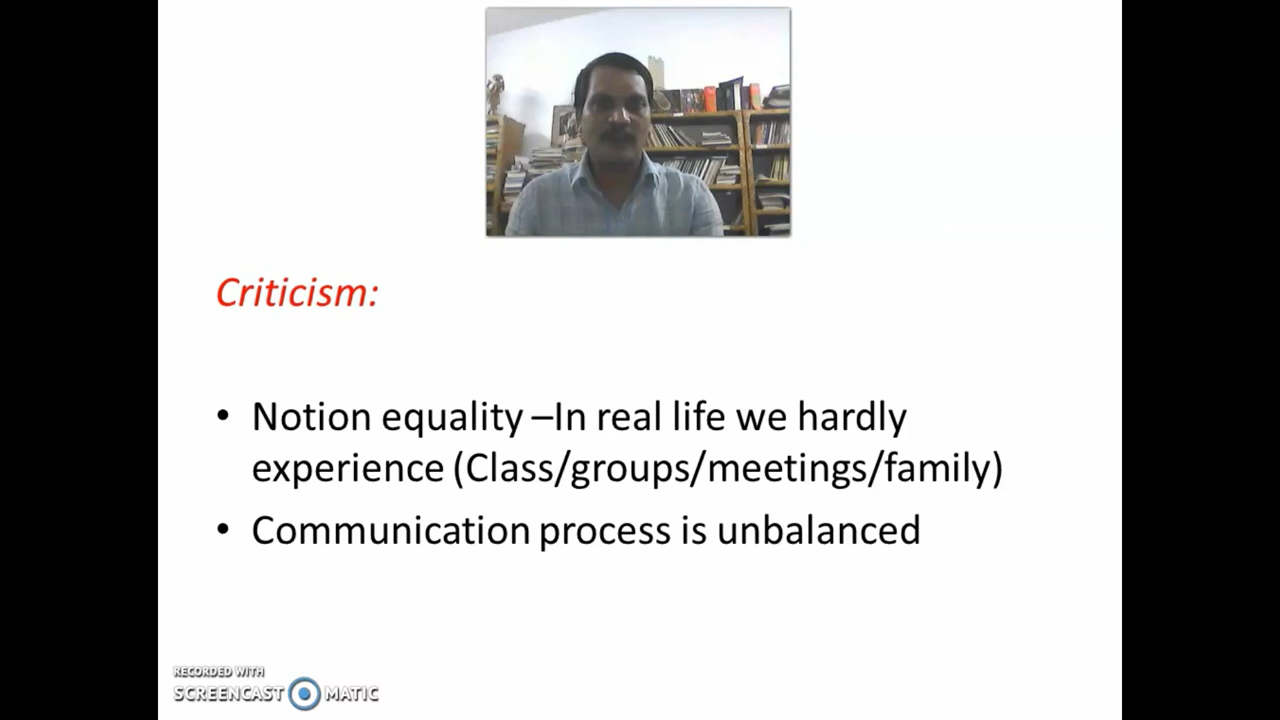 Criticism:
• Notion equality –In real life we hardly
experience (Class/groups/meetings/family)
• Communication process is unbalanced
RECORDED WITH
SCREENCAST MATIC